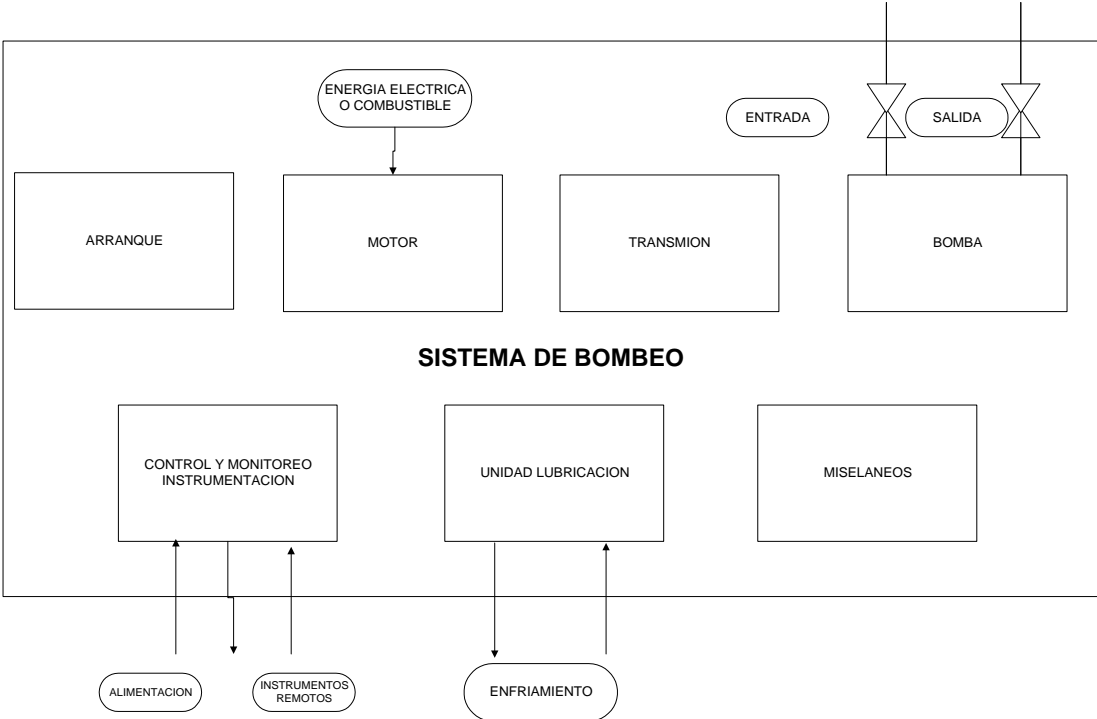 ENERGIA ELECTRICA
O COMBUSTIBLE
ENTRADA
SALIDA
ARRANQUE
MOTOR
TRANSMION
BOMBA
SISTEMA DE BOMBEO
CONTROL Y MONITOREO
INSTRUMENTACION
UNIDAD LUBRICACION
MISELANEOS
ALIMENTACION
INSTRUMENTOS
REMOTOS
ENFRIAMIENTO